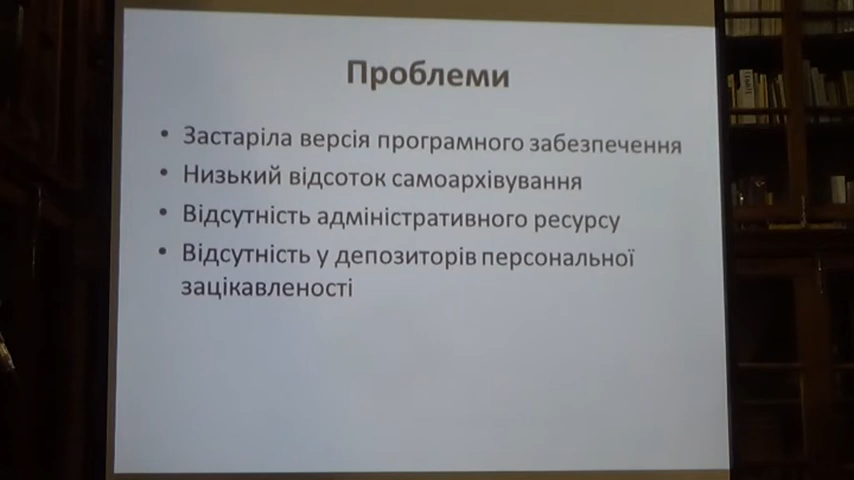 Проблеми
• Застаріла версія програмного забезпечення
• Низький відсоток самоархівування
• Відсутність адміністративного ресурсу
• Відсутність у депозиторів персональної
зацікавленості